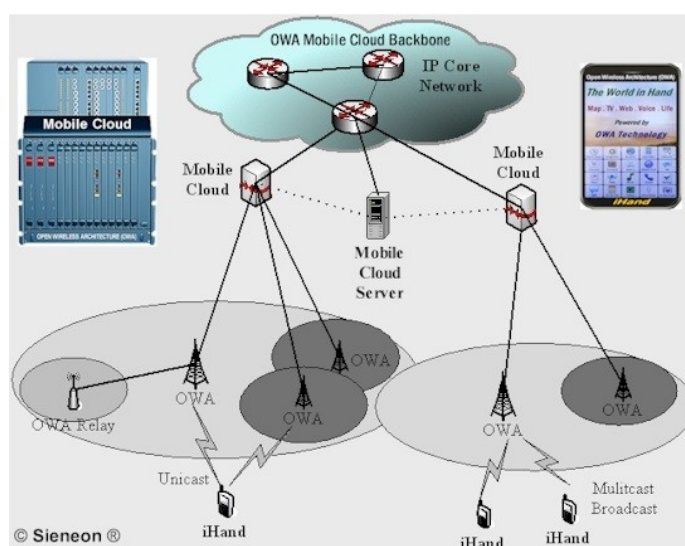 OWA Mobile Cloud Backbone
IP Core
Network
Mobile Cloud
OPEN WIRELESS ARCHITECTURE (OWA)
Open Wireless Architecture (OWA)
The World in Hand
Map . TV . Web . Voice . Life
Powered by
OWA Technology
iHand
Mobile
Cloud
Mobile
Cloud
Mobile
Cloud
Server
OWA
OWA
OWA
OWA Relay
OWA
OWA
Unicast
Mulitcast
Broadcast
iHand
iHand
iHand
© Sieneon ®